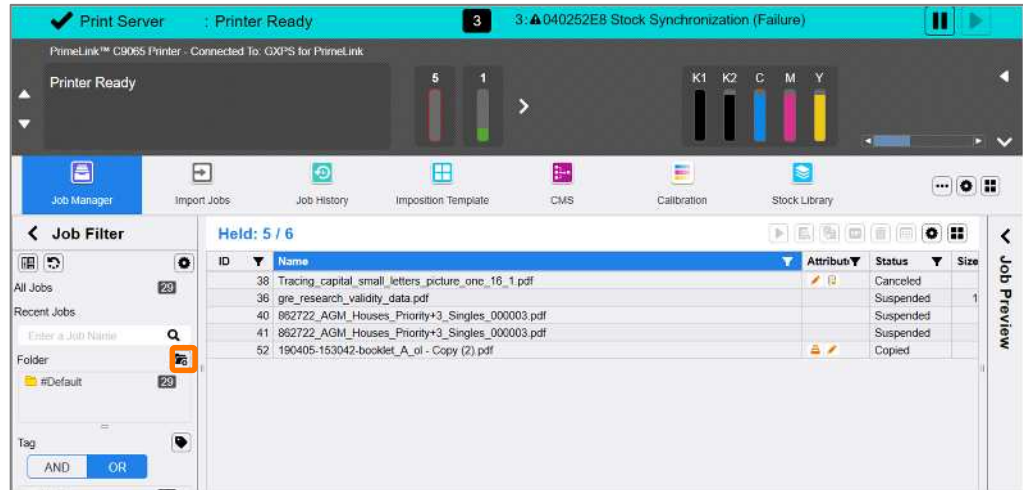 Print Server : Printer Ready 3 3:040252E8 Stock Synchronization (Failure)
PrimeLink™ C9065 Printer - Connected To: GXPS for PrimeLink
Printer Ready 5 1 K1 K2 C M Y
Job Manager Import Jobs Job History Imposition Template CMS Calibration Stock Library
Job Filter Held: 5 / 6
ID Name Attribut Status Size
All Jobs 29 38 Tracing_capital_small_letters_picture_one_16_1.pdf Canceled
36 gre_research_validity_data.pdf Suspended 1
Recent Jobs 40 862722_AGM_Houses_Priority+3_Singles_000003.pdf Suspended
Enter a Job Name 41 862722_AGM_Houses_Priority+3_Singles_000003.pdf Suspended
Folder 52 190405-153042-booklet_A_ol - Copy (2).pdf Copied
#Default 29
Tag
AND OR
Job Preview